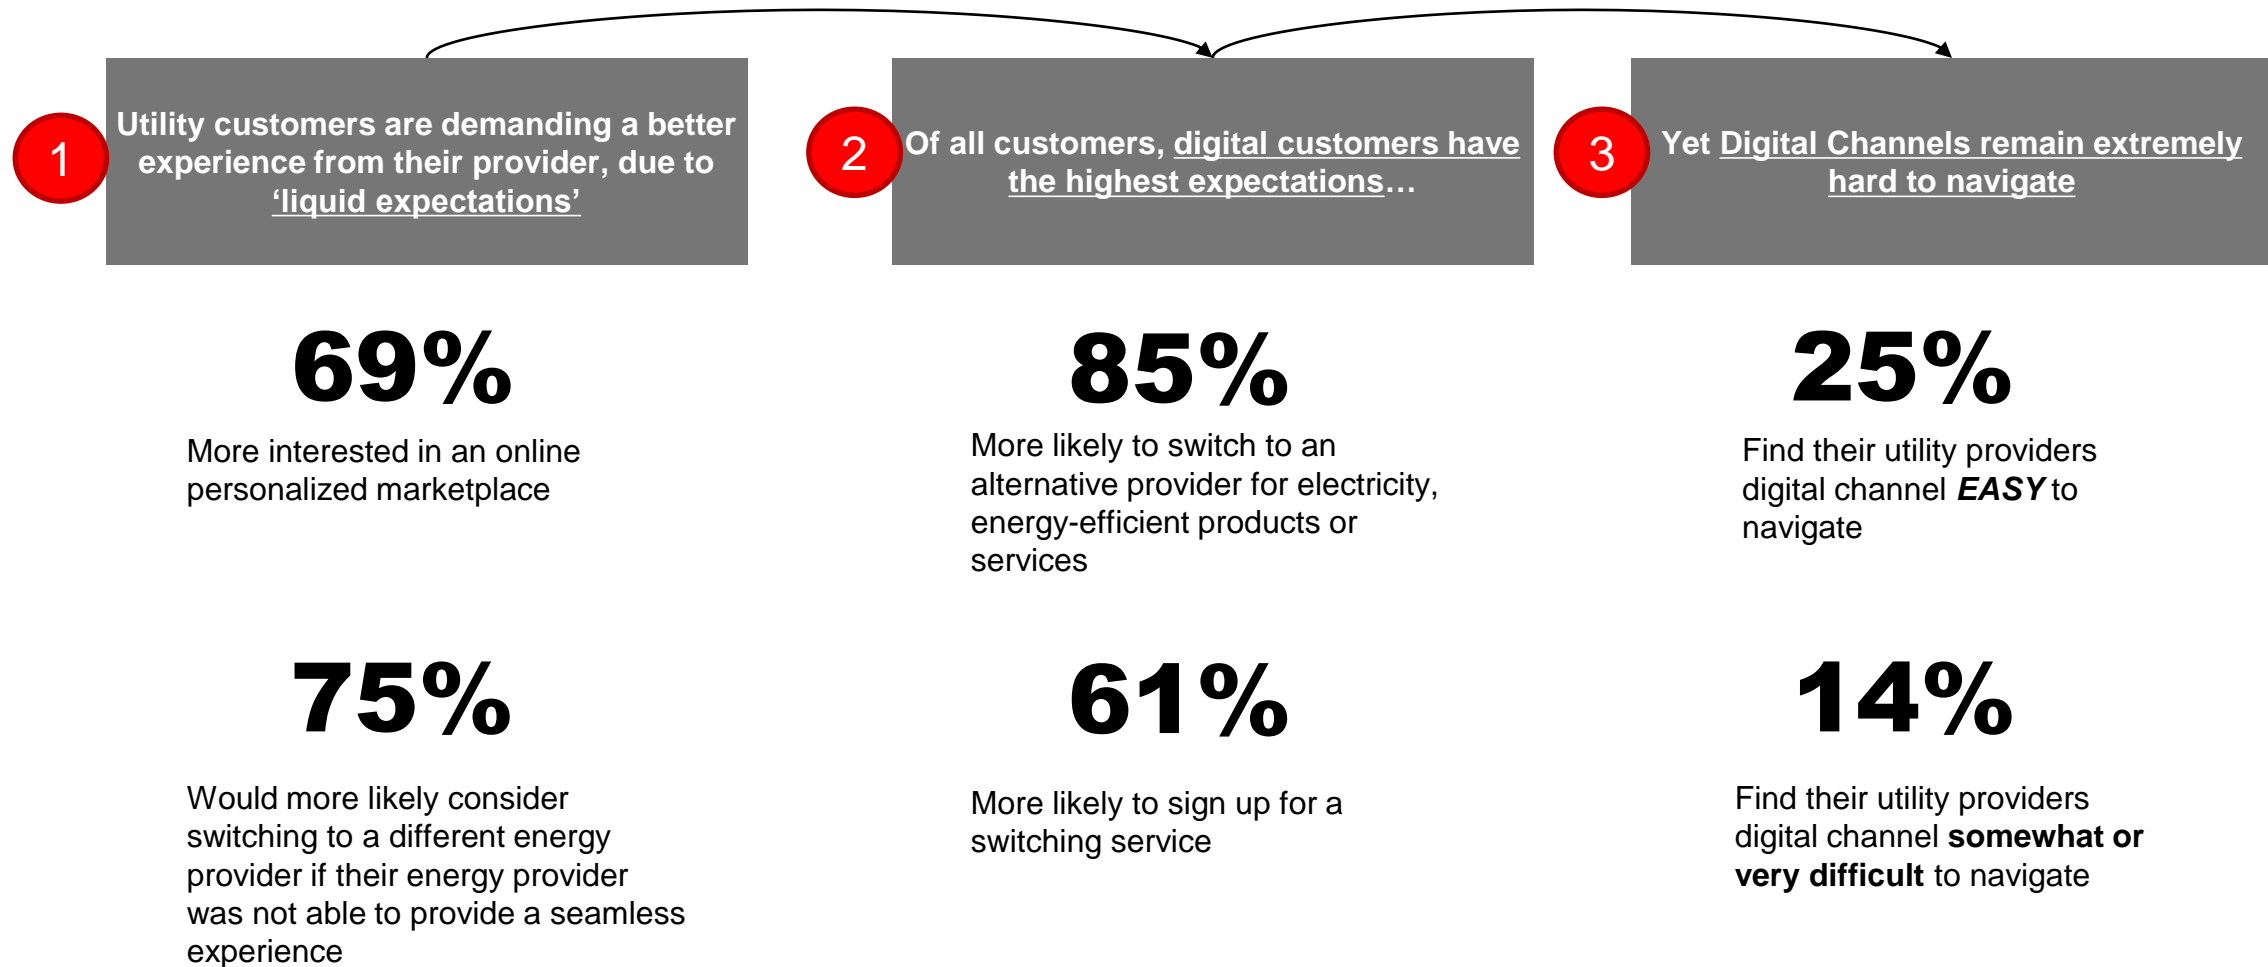 1
Utility customers are demanding a better
experience from their provider, due to
‘liquid expectations’
69%
More interested in an online
personalized marketplace
75%
Would more likely consider
switching to a different energy
provider if their energy provider
was not able to provide a seamless
experience
2
Of all customers, digital customers have
the highest expectations…
85%
More likely to switch to an
alternative provider for electricity,
energy-efficient products or
services
61%
More likely to sign up for a
switching service
3
Yet Digital Channels remain extremely
hard to navigate
25%
Find their utility providers
digital channel EASY to
navigate
14%
Find their utility providers
digital channel somewhat or
very difficult to navigate